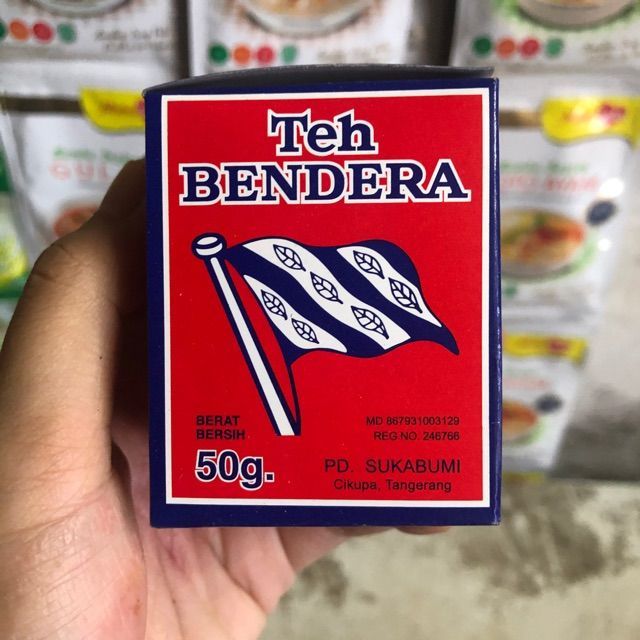 Teh
BENDERA
BERAT
BERSIH
50g.
MD 867931003129
REG.NO. 246766
PD. SUKABUMI
Cikupa, Tangerang